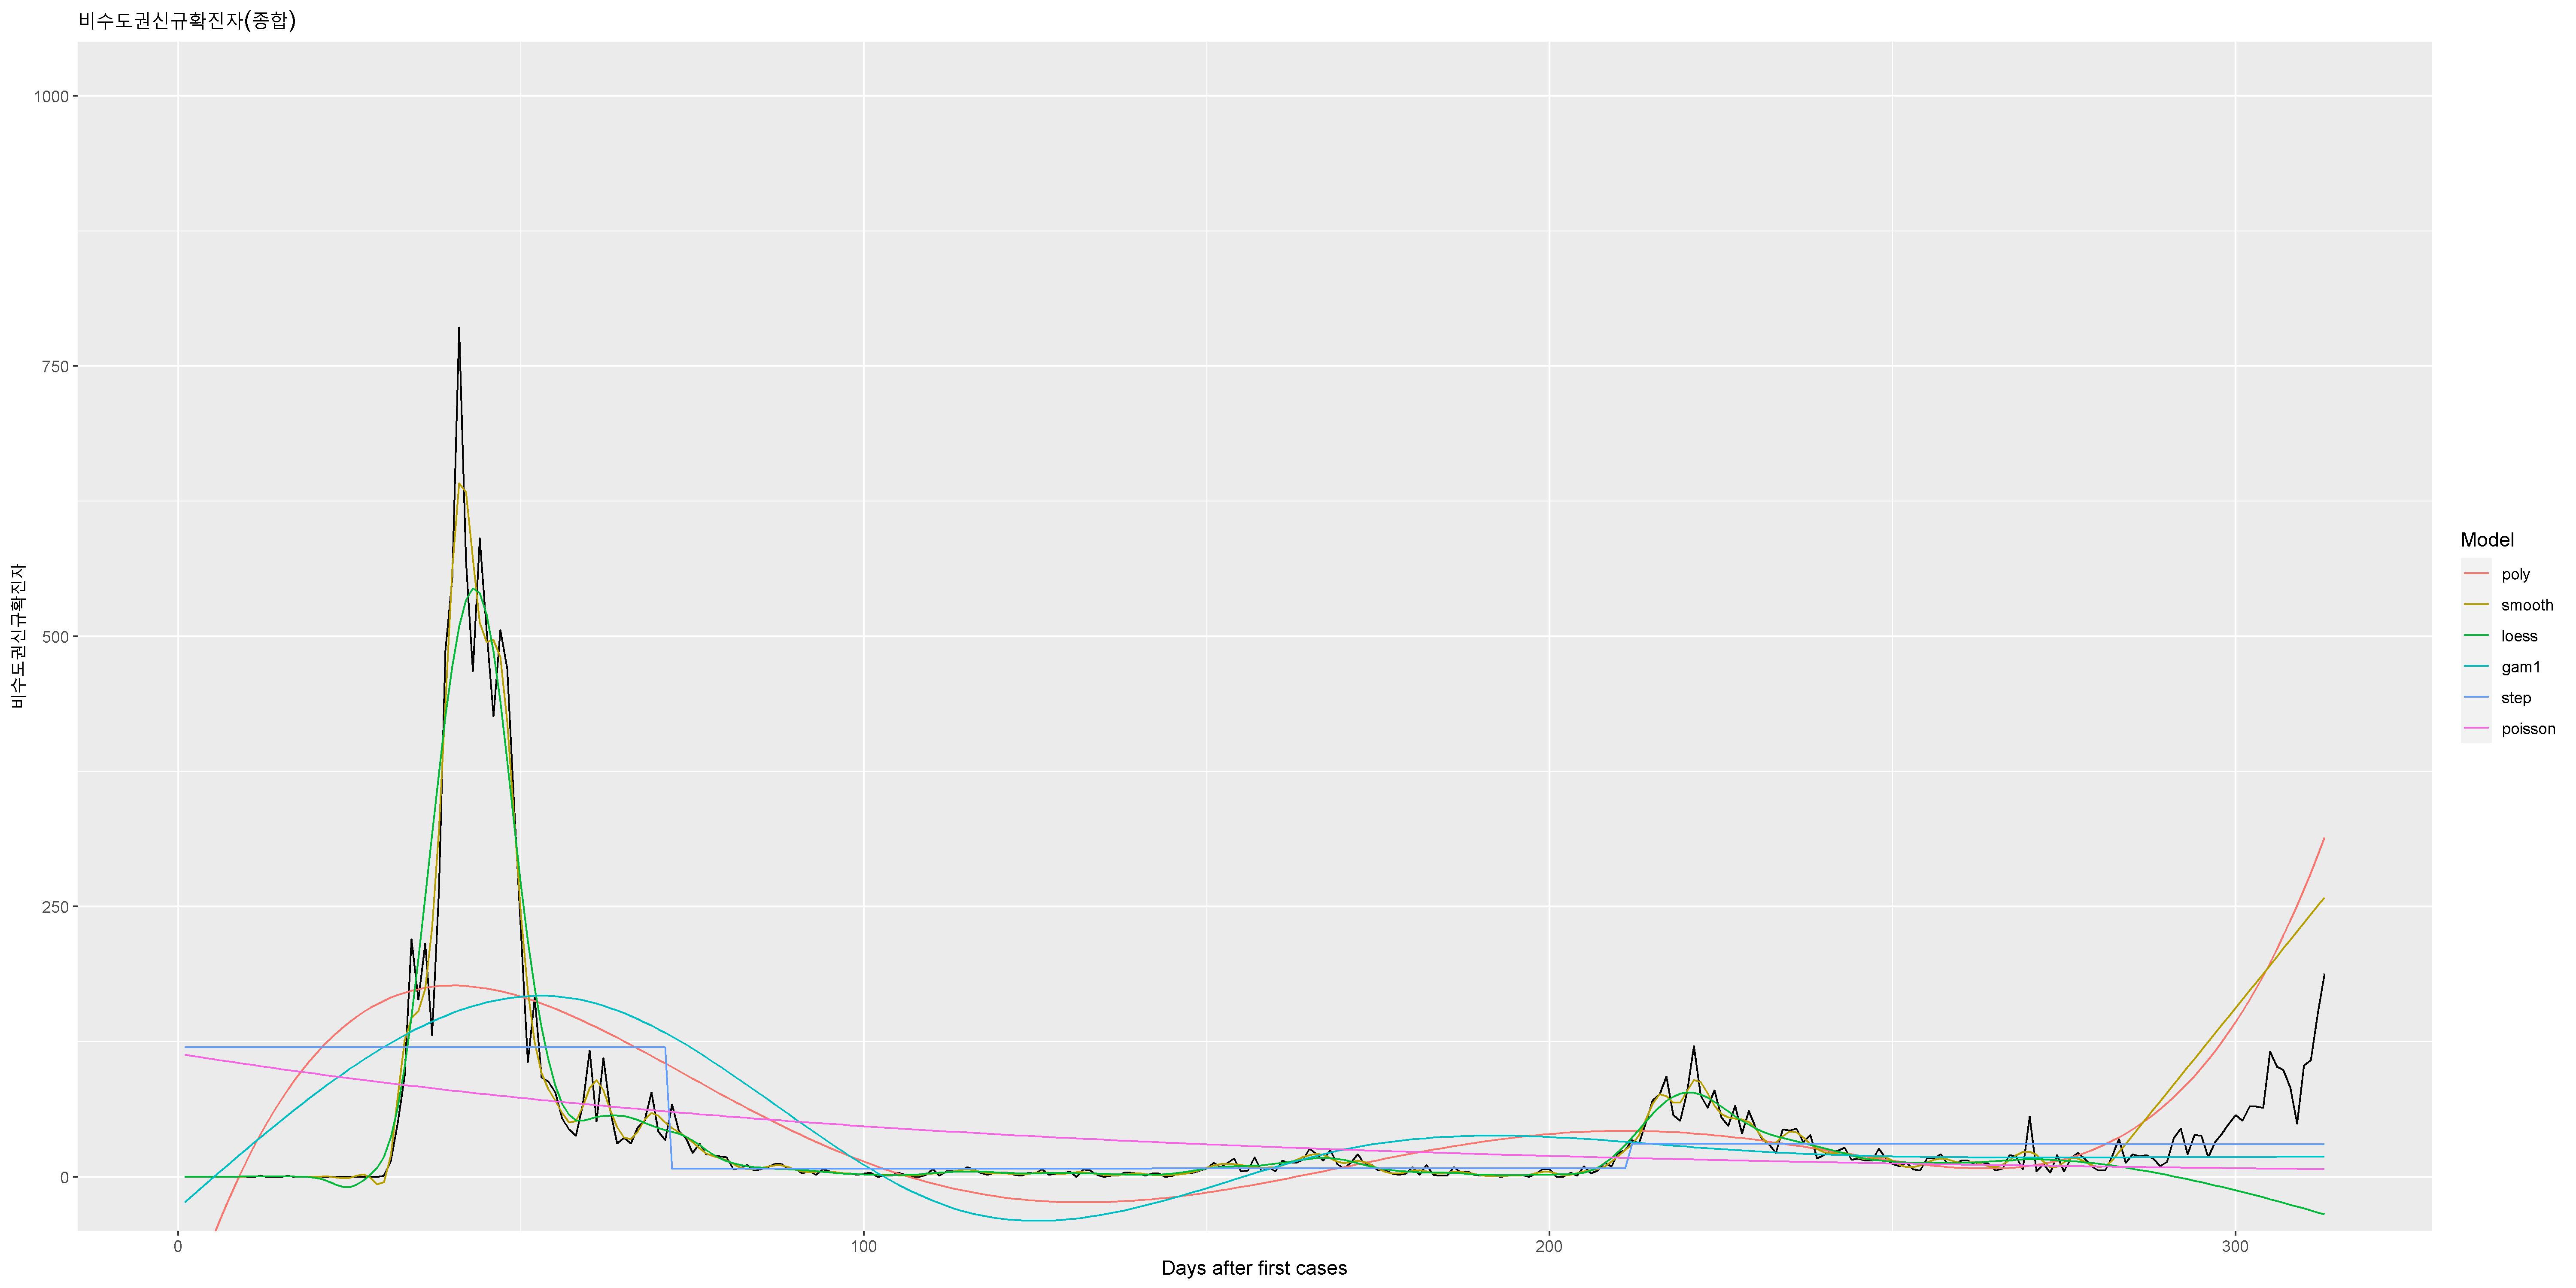 비수도권신규확진자(종합)
1000
750
500
250
0
비수도권신규확진자
0
100
200
300
Days after first cases
Model
poly
smooth
loess
gam1
step
poisson